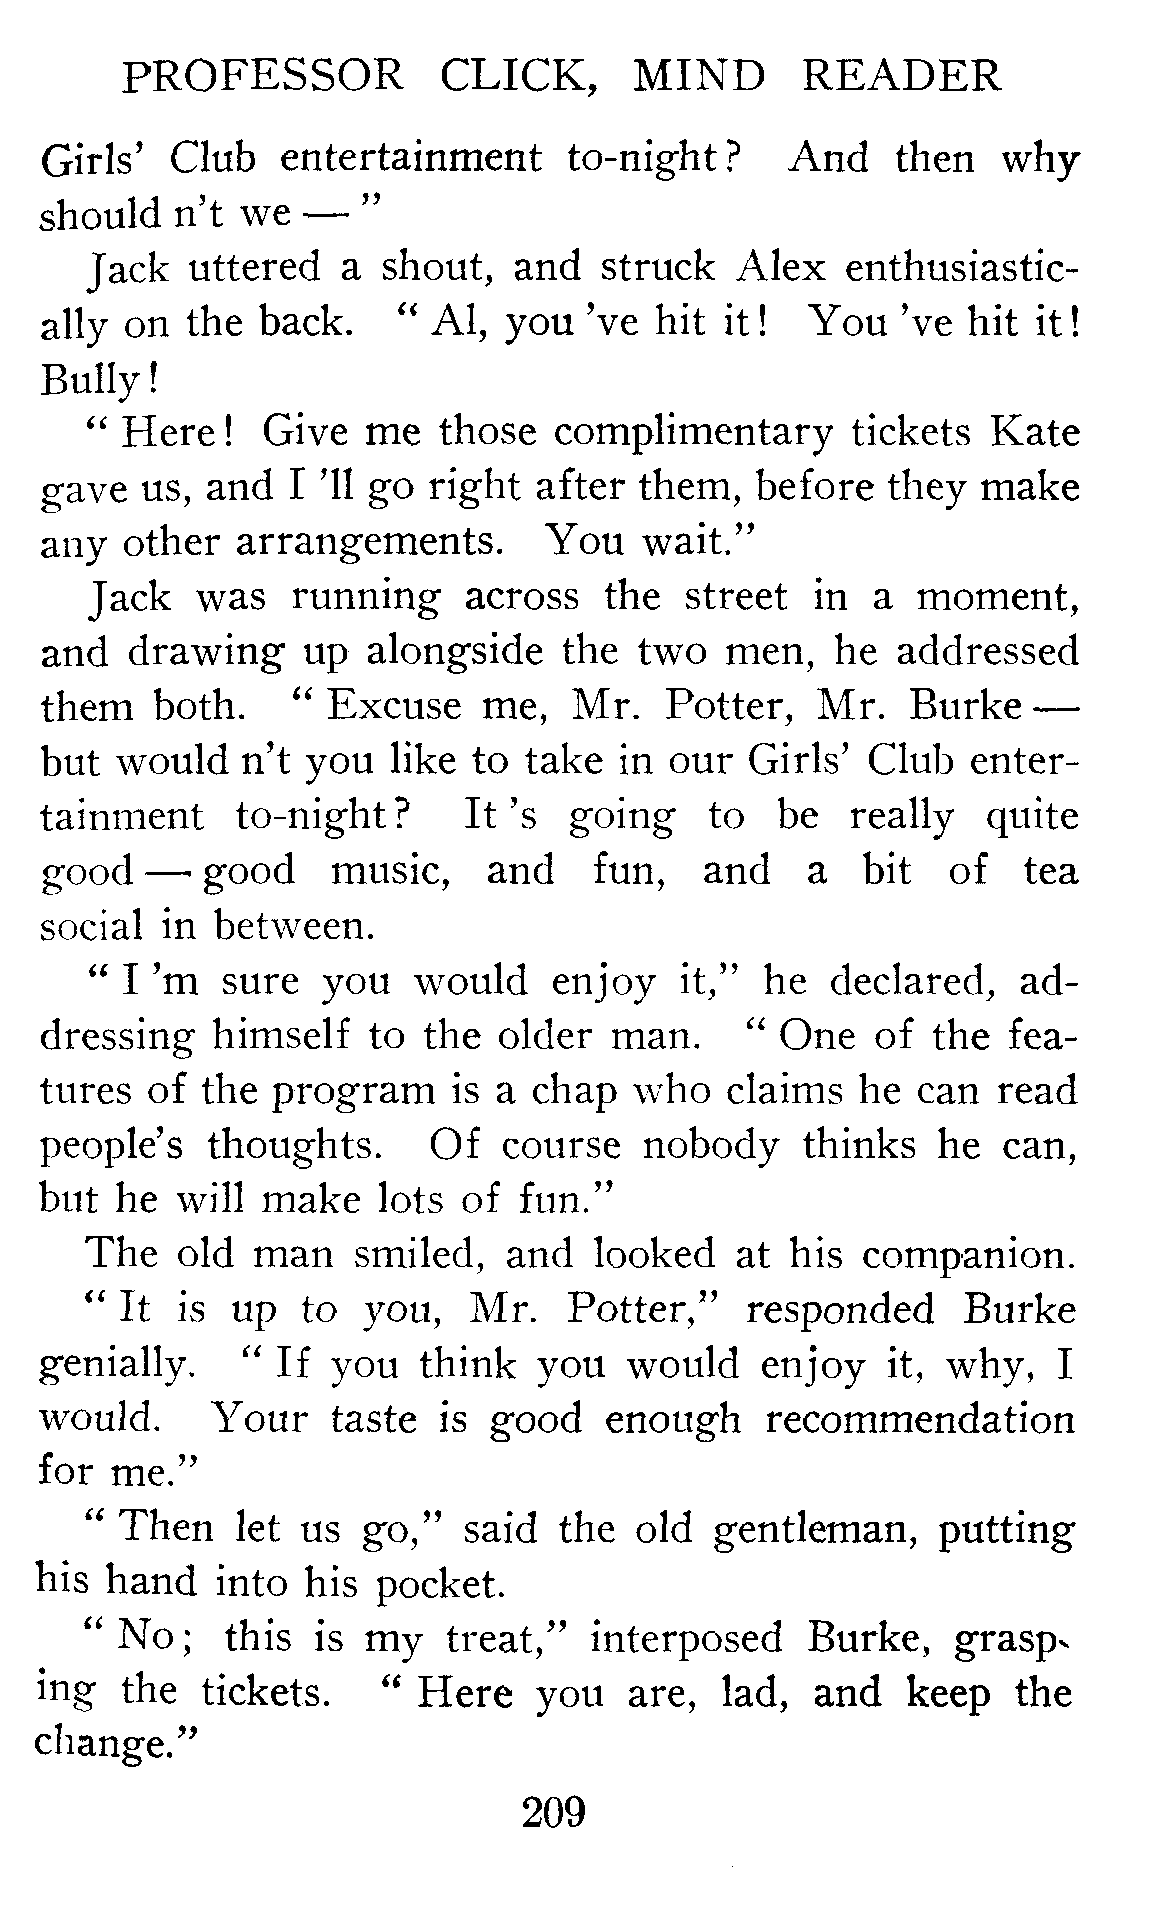 PROFESSOR CLICK, MIND READER
Girls' Club entertainment to-night? And then why
should n't we — "
Jack uttered a shout, and struck Alex enthusiastic-
ally on the back. " Al, you 've hit it! You 've hit it!
Bully!
" Here! Give me those complimentary tickets Kate
gave us, and I 'll go right after them, before they make
any other arrangements. You wait."
Jack was running across the street in a moment,
and drawing up alongside the two men, he addressed
them both. " Excuse me, Mr. Potter, Mr. Burke —
but would n't you like to take in our Girls' Club enter-
tainment to-night? It 's going to be really quite
good — good music, and fun, and a bit of tea
social in between.
" I 'm sure you would enjoy it," he declared, ad-
dressing himself to the older man. " One of the fea-
tures of the program is a chap who claims he can read
people's thoughts. Of course nobody thinks he can,
but he will make lots of fun."
The old man smiled, and looked at his companion.
" It is up to you, Mr. Potter," responded Burke
genially. " If you think you would enjoy it, why, I
would. Your taste is good enough recommendation
for me."
" Then let us go," said the old gentleman, putting
his hand into his pocket.
" No; this is my treat," interposed Burke, grasp-
ing the tickets. " Here you are, lad, and keep the
change."
209